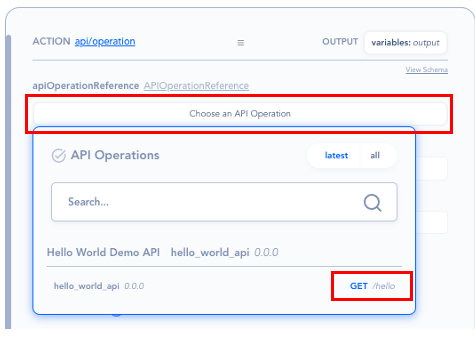 ACTION api/operation OUTPUT variables: output
View Schema
apiOperationReference APIOperationReference
Choose an API Operation
API Operations latest all
Search...
Hello World Demo API hello_world_api 0.0.0
hello_world_api 0.0.0 GET /hello